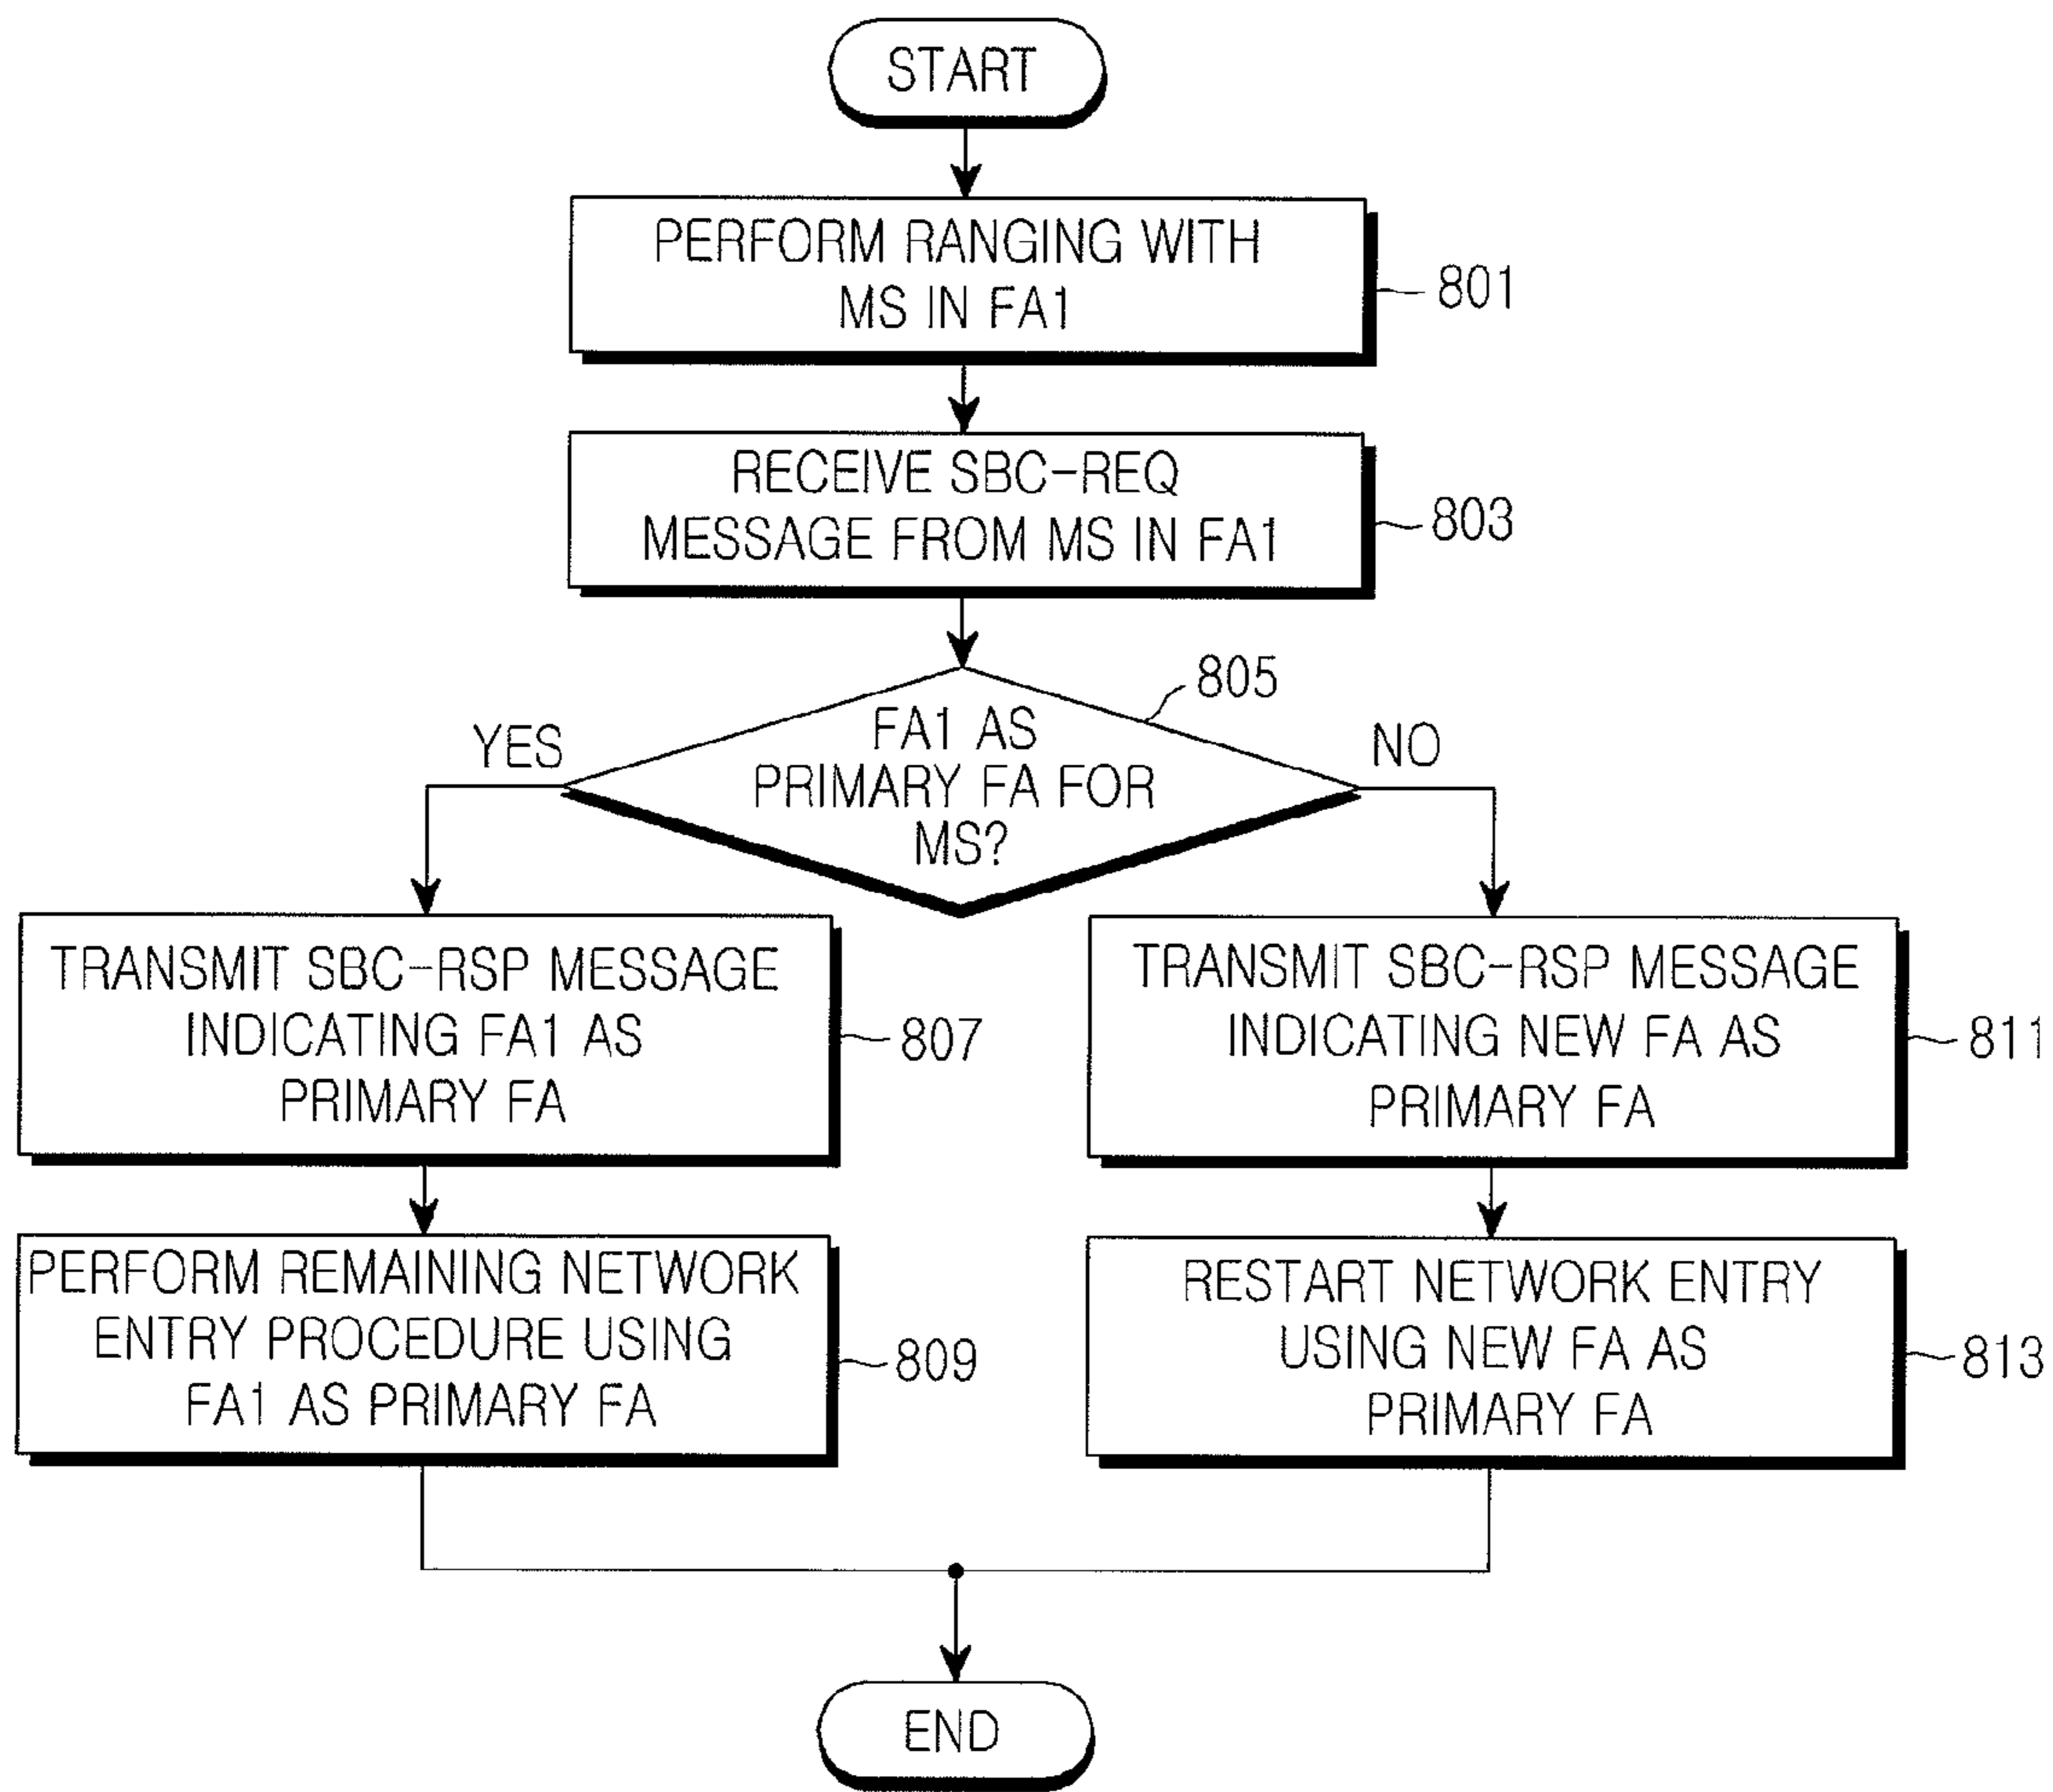 START
PERFORM RANGING WITH
MS IN FA1
801
RECEIVE SBC-REQ
MESSAGE FROM MS IN FA1
803
805
FA1 AS
PRIMARY FA FOR
MS?
YES
NO
TRANSMIT SBC-RSP MESSAGE
INDICATING FA1 AS
PRIMARY FA
807
TRANSMIT SBC-RSP MESSAGE
INDICATING NEW FA AS
PRIMARY FA
811
PERFORM REMAINING NETWORK
ENTRY PROCEDURE USING
FA1 AS PRIMARY FA
809
RESTART NETWORK ENTRY
USING NEW FA AS
PRIMARY FA
813
END